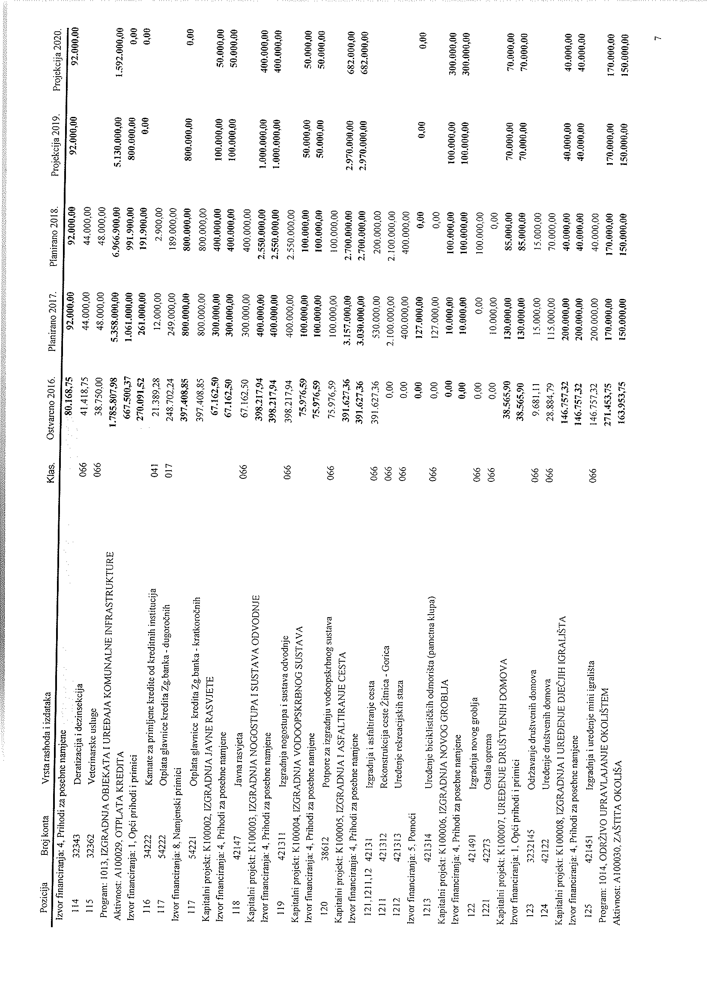 Pozicija Broj konta Vrsta rashoda i izdataka Klas. Ostvareno 2016. Planirano 2017. Planirano 2018. Projekcija 2019. Projekcija 2020.
Izvor financiranja: 4, Prihodi za posebne namjene 80.168,75 92.000,00 92.000,00 92.000,00 92.000,00
114 32343 Deratizacija i dezinsekcija 066 41.418,75 44.000,00 44.000,00
115 32362 Veterinarske usluge 066 38.750,00 48.000,00 48.000,00
Program: 1013, IZGRADNJA OBJEKATA I UREĐAJA KOMUNALNE INFRASTRUKTURE 1.785.807,98 5.358.000,00 6.966.900,00 5.130.000,00 1.592.000,00
Aktivnost: A100029, OTPLATA KREDITA 667.500,37 1.061.000,00 991.900,00 800.000,00 0,00
Izvor financiranja: 1, Opći prihodi i primici 270.091,52 261.000,00 191.900,00 0,00 0,00
116 34222 Kamate za primljene kredite od kreditnih institucija 041 21.389,28 12.000,00 2.900,00
117 54222 Otplata glavnice kredita Zg.banka - dugoročnih 017 248.702,24 249.000,00 189.000,00
Izvor financiranja: 8, Namjenski primici 397.408,85 800.000,00 800.000,00 800.000,00 0,00
117 54221 Otplata glavnice kredita Zg.banka - kratkoročnih 397.408,85 800.000,00 800.000,00
Kapitalni projekt: K100002, IZGRADNJA JAVNE RASVJETE 67.162,50 300.000,00 400.000,00 100.000,00 50.000,00
Izvor financiranja: 4, Prihodi za posebne namjene 67.162,50 300.000,00 400.000,00 100.000,00 50.000,00
118 42147 Javna rasvjeta 066 67.162,50 300.000,00 400.000,00
Kapitalni projekt: K100003, IZGRADNJA NOGOSTUPA I SUSTAVA ODVODNJE 398.217,94 400.000,00 2.550.000,00 1.000.000,00 400.000,00
Izvor financiranja: 4, Prihodi za posebne namjene 398.217,94 400.000,00 2.550.000,00 1.000.000,00 400.000,00
119 421311 Izgradnja nogostupa i sustava odvodnje 066 398.217,94 400.000,00 2.550.000,00
Kapitalni projekt: K100004, IZGRADNJA VODOOPSKRBNOG SUSTAVA 75.976,59 100.000,00 100.000,00 50.000,00 50.000,00
Izvor financiranja: 4, Prihodi za posebne namjene 75.976,59 100.000,00 100.000,00 50.000,00 50.000,00
120 38612 Potpore za izgradnju vodoopskrbnog sustava 066 75.976,59 100.000,00 100.000,00
Kapitalni projekt: K100005, IZGRADNJA I ASFALTIRANJE CESTA 391.627,36 3.157.000,00 2.700.000,00 2.970.000,00 682.000,00
Izvor financiranja: 4, Prihodi za posebne namjene 391.627,36 3.030.000,00 2.700.000,00 2.970.000,00 682.000,00
121,1211,12 42131 Izgradnja i asfaltiranje cesta 066 391.627,36 530.000,00 200.000,00
1211 421312 Rekonstrukcija ceste Žitnica - Gorica 066 0,00 2.100.000,00 2.100.000,00
1212 421313 Uređenje rekreacijskih staza 066 0,00 400.000,00 400.000,00
Izvor financiranja: 5, Pomoći 0,00 127.000,00 0,00 0,00 0,00
1213 421314 Uređenje biciklističkih odmorišta (pametna klupa) 066 0,00 127.000,00 0,00
Kapitalni projekt: K100006, IZGRADNJA NOVOG GROBLJA 0,00 10.000,00 100.000,00 100.000,00 300.000,00
Izvor financiranja: 4, Prihodi za posebne namjene 0,00 10.000,00 100.000,00 100.000,00 300.000,00
122 421491 Izgradnja novog groblja 066 0,00 0,00 100.000,00
1221 42273 Ostala oprema 066 0,00 10.000,00 0,00
Kapitalni projekt: K100007, UREĐENJE DRUŠTVENIH DOMOVA 38.565,90 130.000,00 85.000,00 70.000,00 70.000,00
Izvor financiranja: 1, Opći prihodi i primici 38.565,90 130.000,00 85.000,00 70.000,00 70.000,00
123 3232145 Održavanje društvenih domova 066 9.681,11 15.000,00 15.000,00
124 42122 Uređenje društvenih domova 066 28.884,79 115.000,00 70.000,00
Kapitalni projekt: K100008, IZGRADNJA I UREĐENJE DJEČJIH IGRALIŠTA 146.757,32 200.000,00 40.000,00 40.000,00 40.000,00
Izvor financiranja: 4, Prihodi za posebne namjene 146.757,32 200.000,00 40.000,00 40.000,00 40.000,00
125 421451 Izgradnja i uređenje mini igrališta 066 146.757,32 200.000,00 40.000,00
Program: 1014, ODRŽIVO UPRAVLJAJANJE OKOLIŠTEM 271.453,75 170.000,00 170.000,00 170.000,00 170.000,00
Aktivnost: A100030, ZAŠTITA OKOLIŠA 163.953,75 150.000,00 150.000,00 150.000,00 150.000,00
7